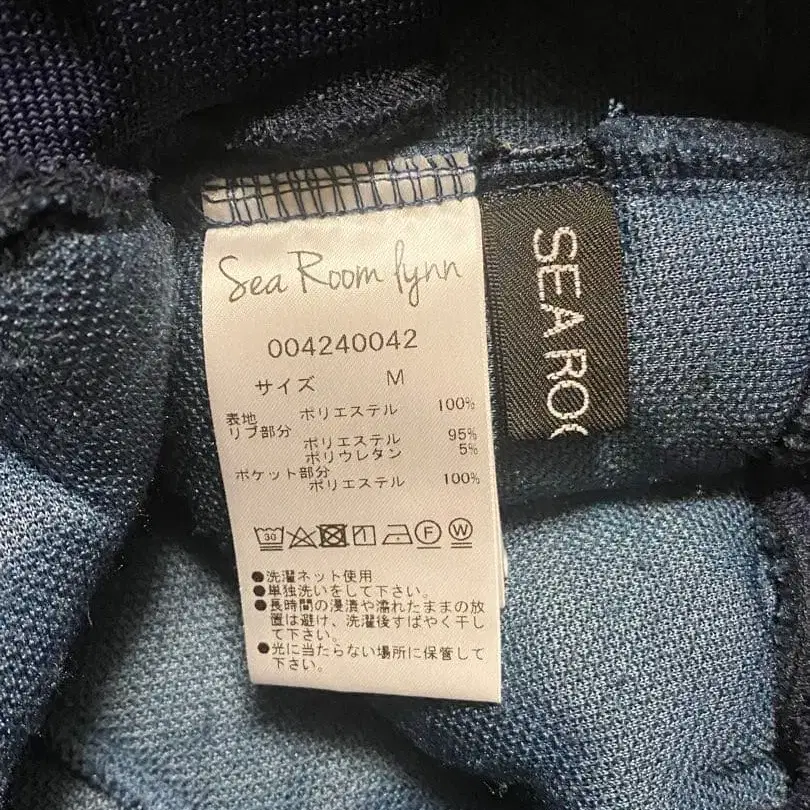 Sea Room lynn
004240042
サイズ M
表地 ポリエステル 100%
リブ部分
ポリエステル 95%
ポリウレタン 5%
ポケット部分
ポリエステル 100%
30 F W
●洗濯ネット使用
●単独洗いをして下さい。
●長時間の浸漬や濡れたままの放
置は避け、洗濯後すばやく干し
て下さい。
●光に当たらない場所に保管して
下さい。
SEA ROO